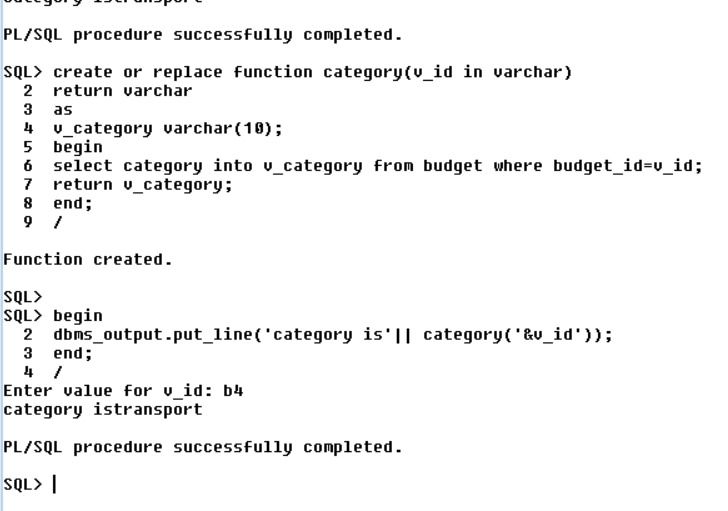 category istransport
PL/SQL procedure successfully completed.
SQL> create or replace function category(v_id in varchar)
2 return varchar
3 as
4 v_category varchar(10);
5 begin
6 select category into v_category from budget where budget_id=v_id;
7 return v_category;
8 end;
9 /
Function created.
SQL>
SQL> begin
2 dbms_output.put_line('category is'|| category('&v_id'));
3 end;
4 /
Enter value for v_id: b4
category istransport
PL/SQL procedure successfully completed.
SQL>